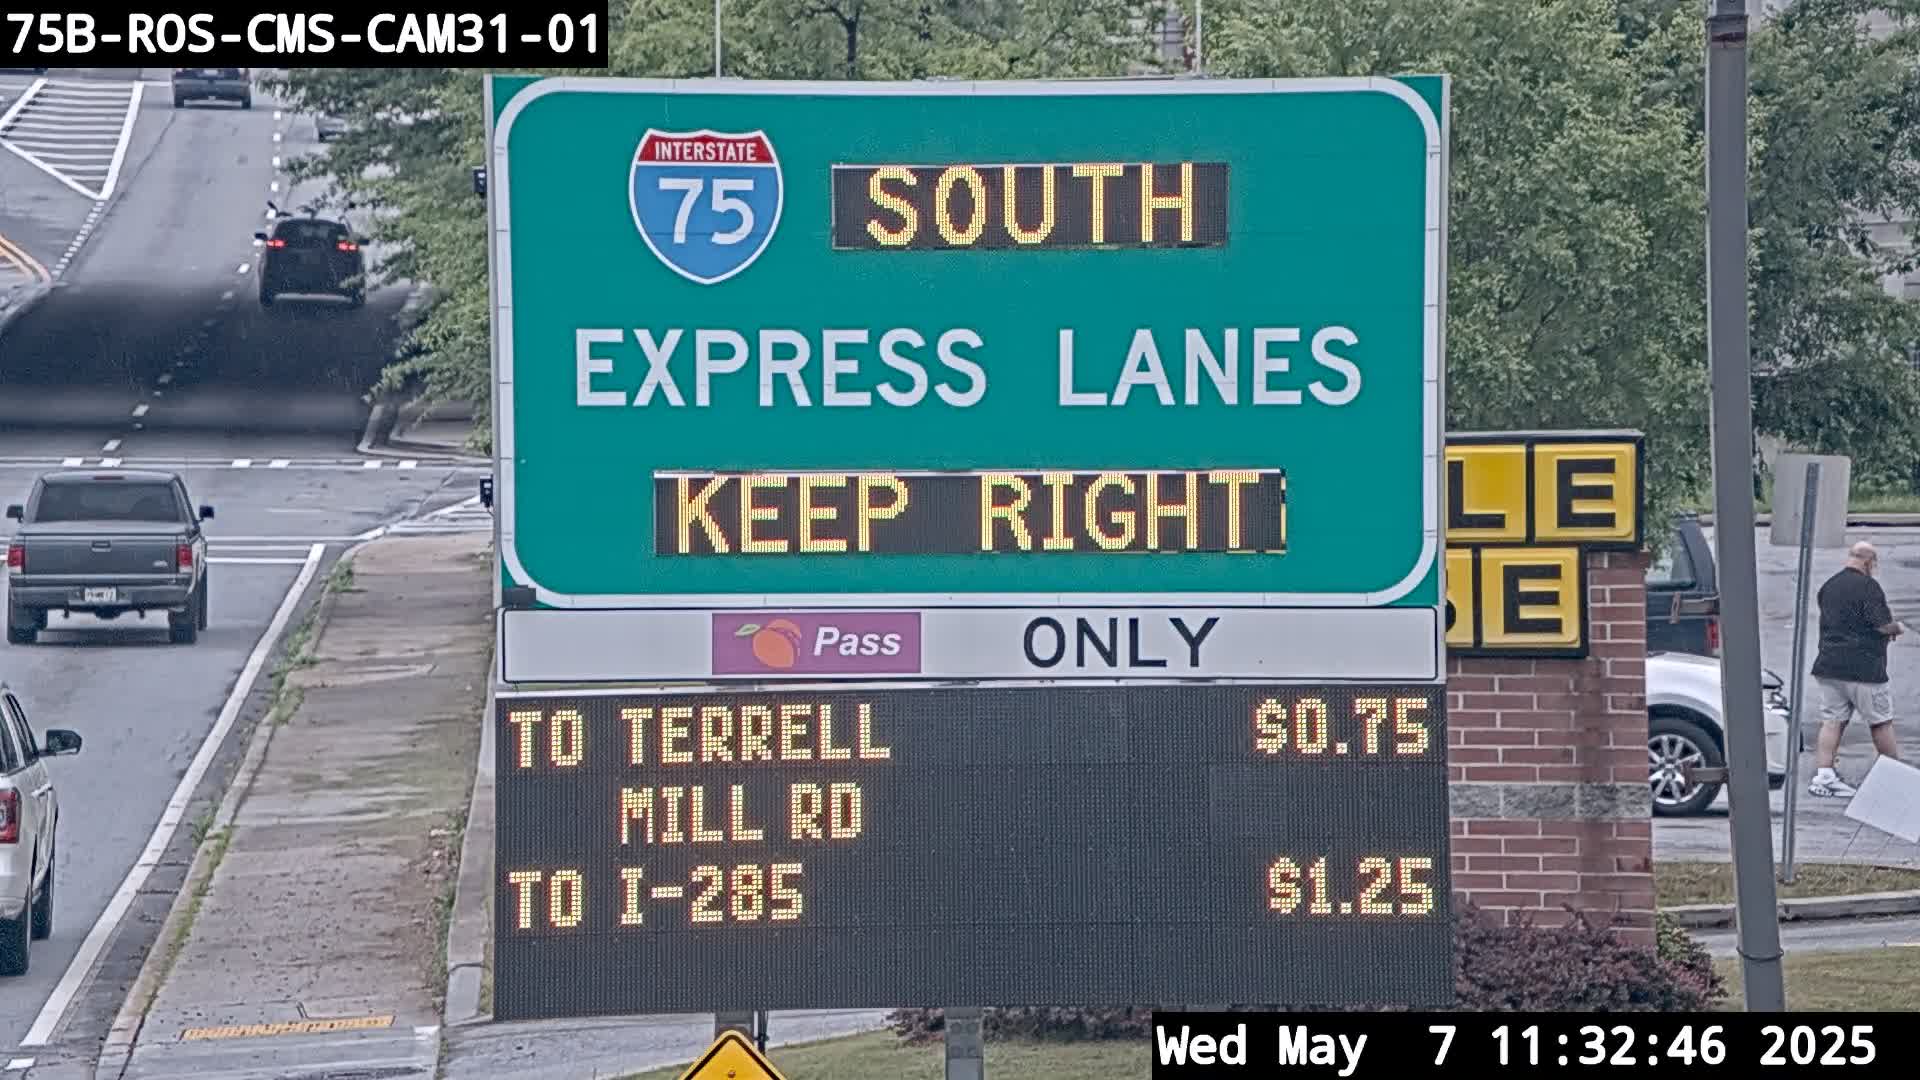 75B-ROS-CMS-CAM31-01
INTERSTATE
75
SOUTH
EXPRESS LANES
KEEP RIGHT
Pass ONLY
TO TERRELL $0.75
MILL RD
TO I-285 $1.25
LE
E
Wed May 7 11:32:46 2025